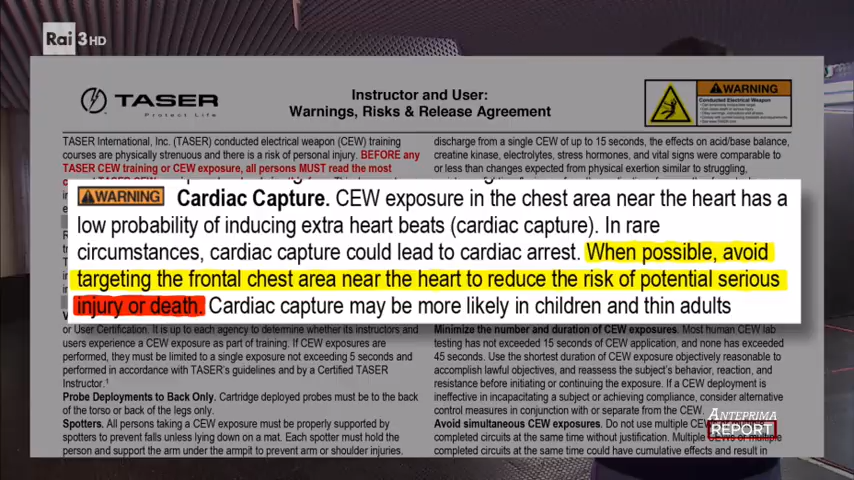 Rai 3HD
TASER
Protect Life
Instructor and User:
Warnings, Risks & Release Agreement
WARNING
Conducted Electrical Weapon
TASER International, Inc. (TASER) conducted electrical weapon (CEW) training
courses are physically strenuous and there is a risk of personal injury. BEFORE any
TASER CEW training or CEW exposure, all persons MUST read the most
discharge from a single CEW of up to 15 seconds, the effects on acid/base balance,
creatine kinase, electrolytes, stress hormones, and vital signs were comparable to
or less than changes expected from physical exertion similar to struggling,
WARNING Cardiac Capture. CEW exposure in the chest area near the heart has a
low probability of inducing extra heart beats (cardiac capture). In rare
circumstances, cardiac capture could lead to cardiac arrest. When possible, avoid
targeting the frontal chest area near the heart to reduce the risk of potential serious
injury or death. Cardiac capture may be more likely in children and thin adults
or User Certification. It is up to each agency to determine whether its instructors and
users experience a CEW exposure as part of training. If CEW exposures are
performed, they must be limited to a single exposure not exceeding 5 seconds and
performed in accordance with TASER's guidelines and by a Certified TASER
Instructor.¹
Probe Deployments to Back Only. Cartridge deployed probes must be to the back
of the torso or back of the legs only.
Spotters. All persons taking a CEW exposure must be properly supported by
spotters to prevent falls unless lying down on a mat. Each spotter must hold the
person and support the arm under the armpit to prevent arm or shoulder injuries.
Minimize the number and duration of CEW exposures. Most human CEW lab
testing has not exceeded 15 seconds of CEW application, and none has exceeded
45 seconds. Use the shortest duration of CEW exposure objectively reasonable to
accomplish lawful objectives, and reassess the subject's behavior, reaction, and
resistance before initiating or continuing the exposure. If a CEW deployment is
ineffective in incapacitating a subject or achieving compliance, consider alternative
control measures in conjunction with or separate from the CEW.
Avoid simultaneous CEW exposures. Do not use multiple
completed circuits at the same time without justification. Multiple CEWs or multiple
completed circuits at the same time could have cumulative effects and result in
ANTEPRIMA
REPORT